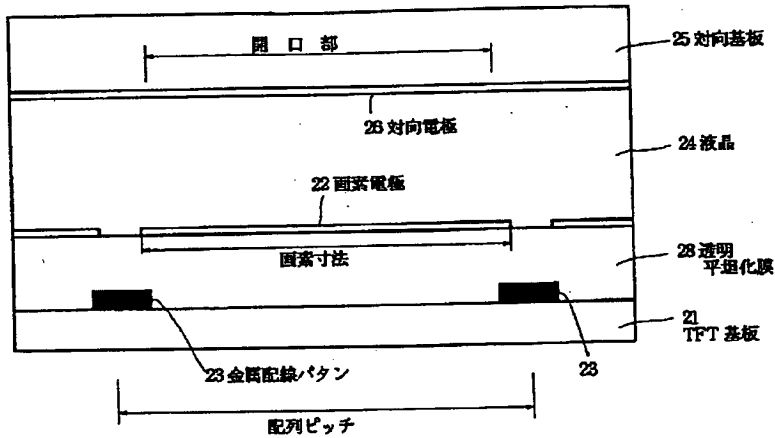 開口部
25 対向基板
26 対向電極
24 液晶
22 画素電極
画素寸法
28 透明
平坦化膜
21
TFT 基板
23 金属配線パタン
23
配列ピッチ